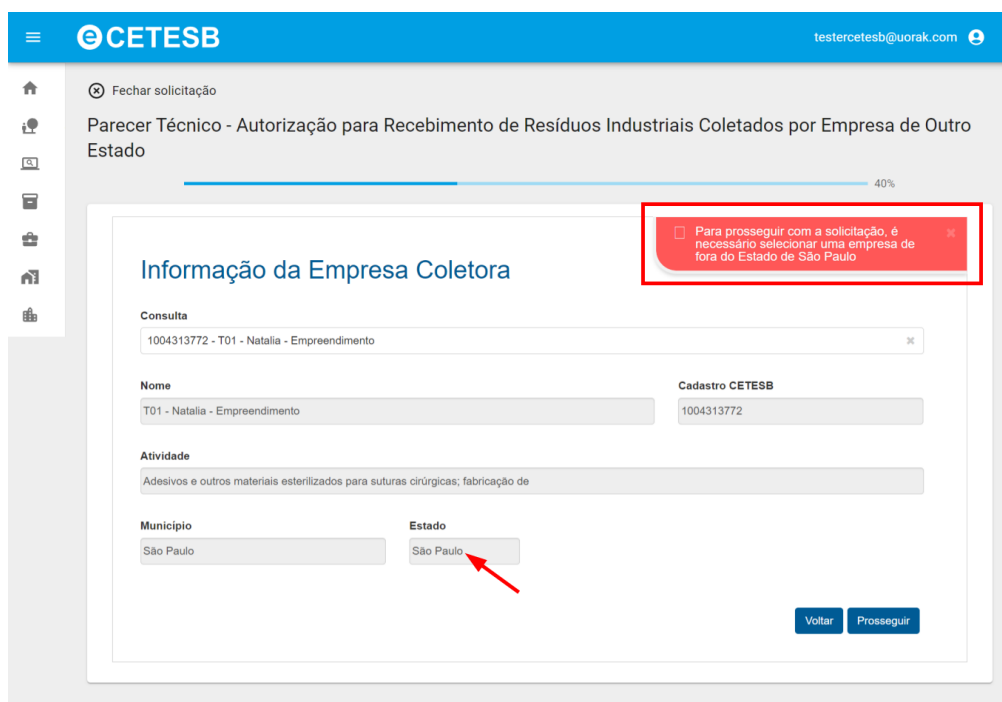 eCETESB
testercetesb@uorak.com
Fechar solicitação
Parecer Técnico - Autorização para Recebimento de Resíduos Industriais Coletados por Empresa de Outro
Estado
40%
Para prosseguir com a solicitação, é
necessário selecionar uma empresa de
fora do Estado de São Paulo
Informação da Empresa Coletora
Consulta
1004313772 - T01 - Natalia - Empreendimento
Nome
Cadastro CETESB
T01 - Natalia - Empreendimento
1004313772
Atividade
Adesivos e outros materiais esterilizados para suturas cirúrgicas; fabricação de
Município
Estado
São Paulo
São Paulo
Voltar
Prosseguir